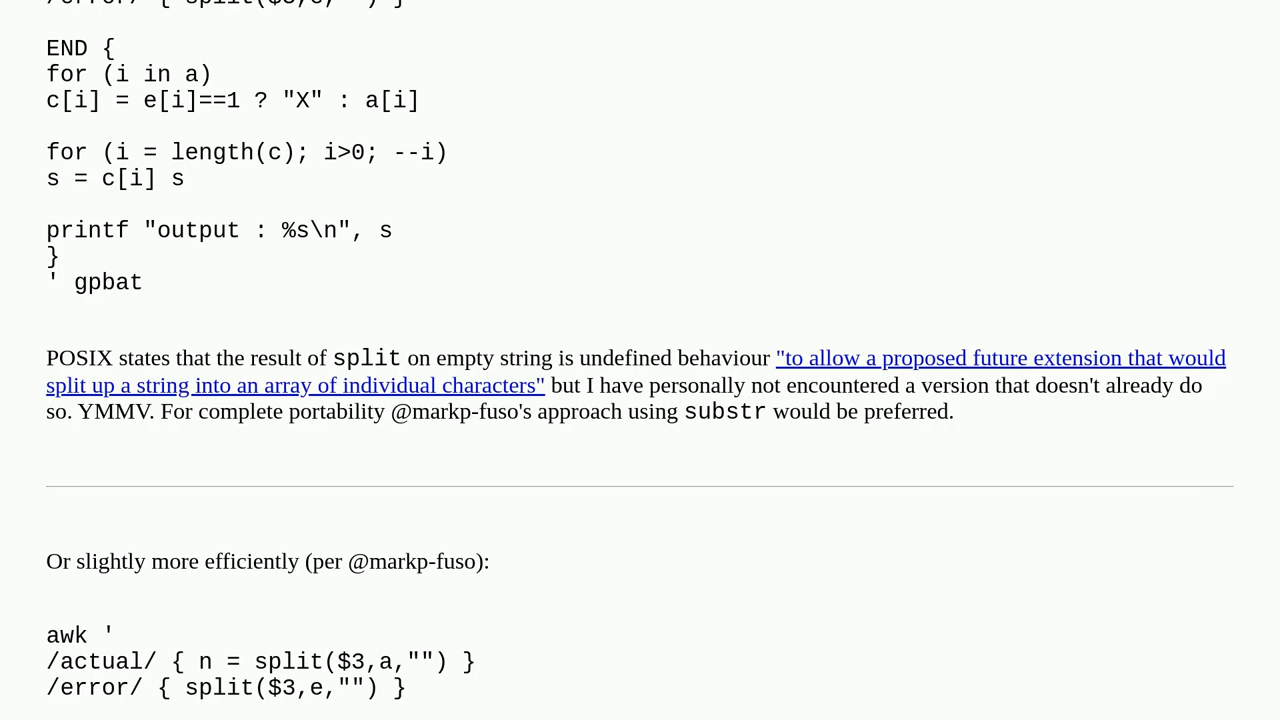 /error/ { split($3,e,"") }
END {
for (i in a)
c[i] = e[i]==1 ? "X" : a[i]
for (i = length(c); i>0; --i)
s = c[i] s
printf "output : %s\n", s
}
' gpbat
POSIX states that the result of split on empty string is undefined behaviour "to allow a proposed future extension that would
split up a string into an array of individual characters" but I have personally not encountered a version that doesn't already do
so. YMMV. For complete portability @markp-fuso's approach using substr would be preferred.
Or slightly more efficiently (per @markp-fuso):
awk '
/actual/ { n = split($3,a,"") }
/error/ { split($3,e,"") }